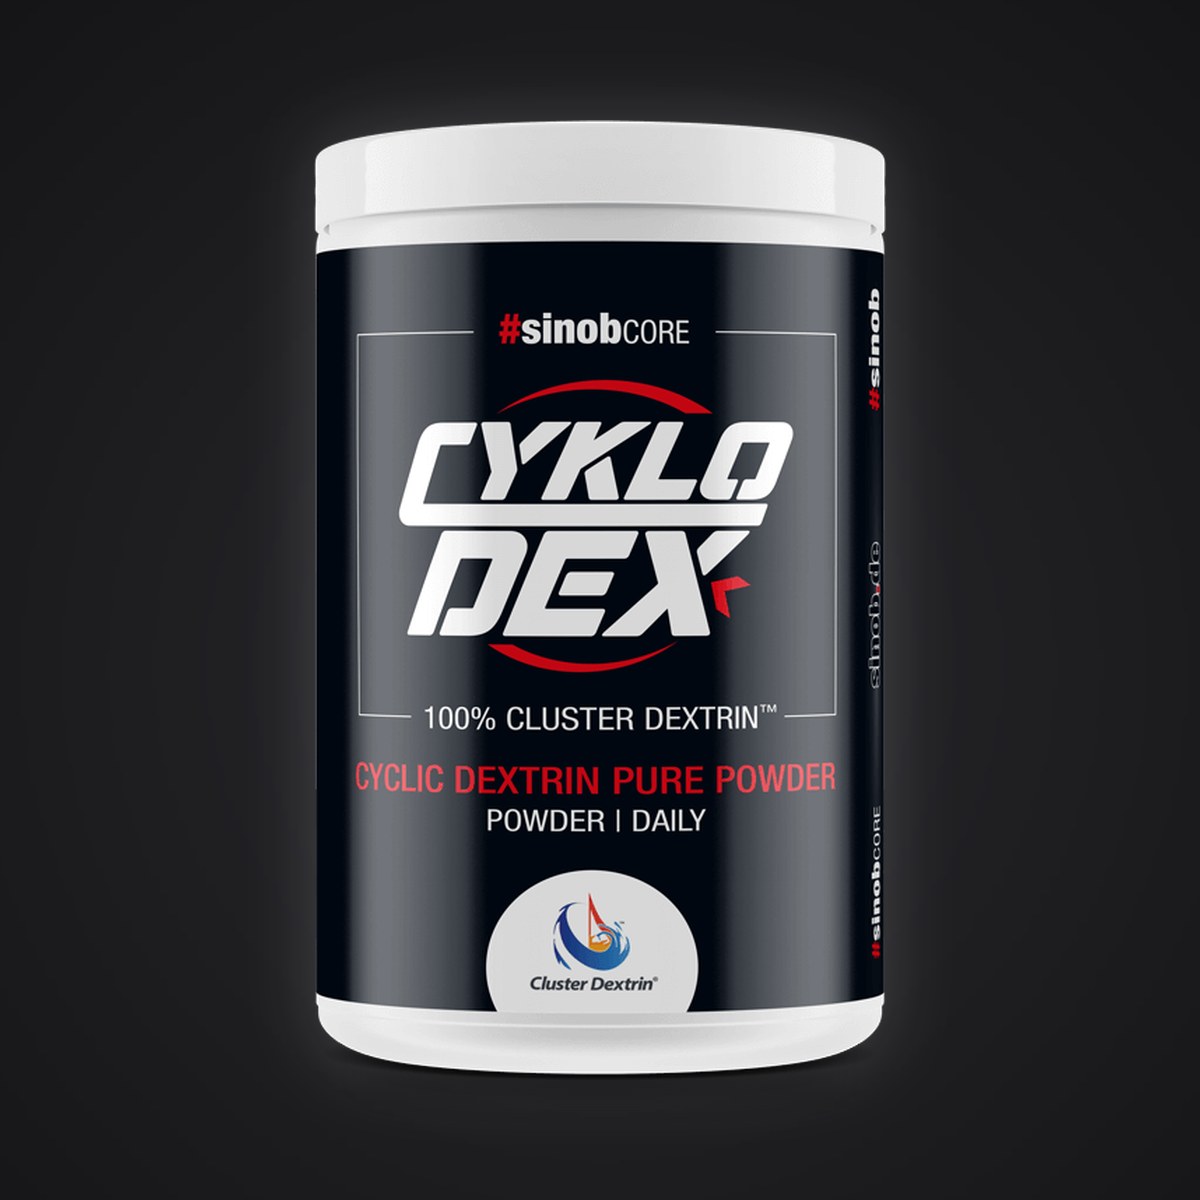 #sinobCORE
CYKLO
DEX
100% CLUSTER DEXTRIN™
CYCLIC DEXTRIN PURE POWDER
POWDER | DAILY
Cluster Dextrin®
#sinob
sinob.de
#sinobCORE